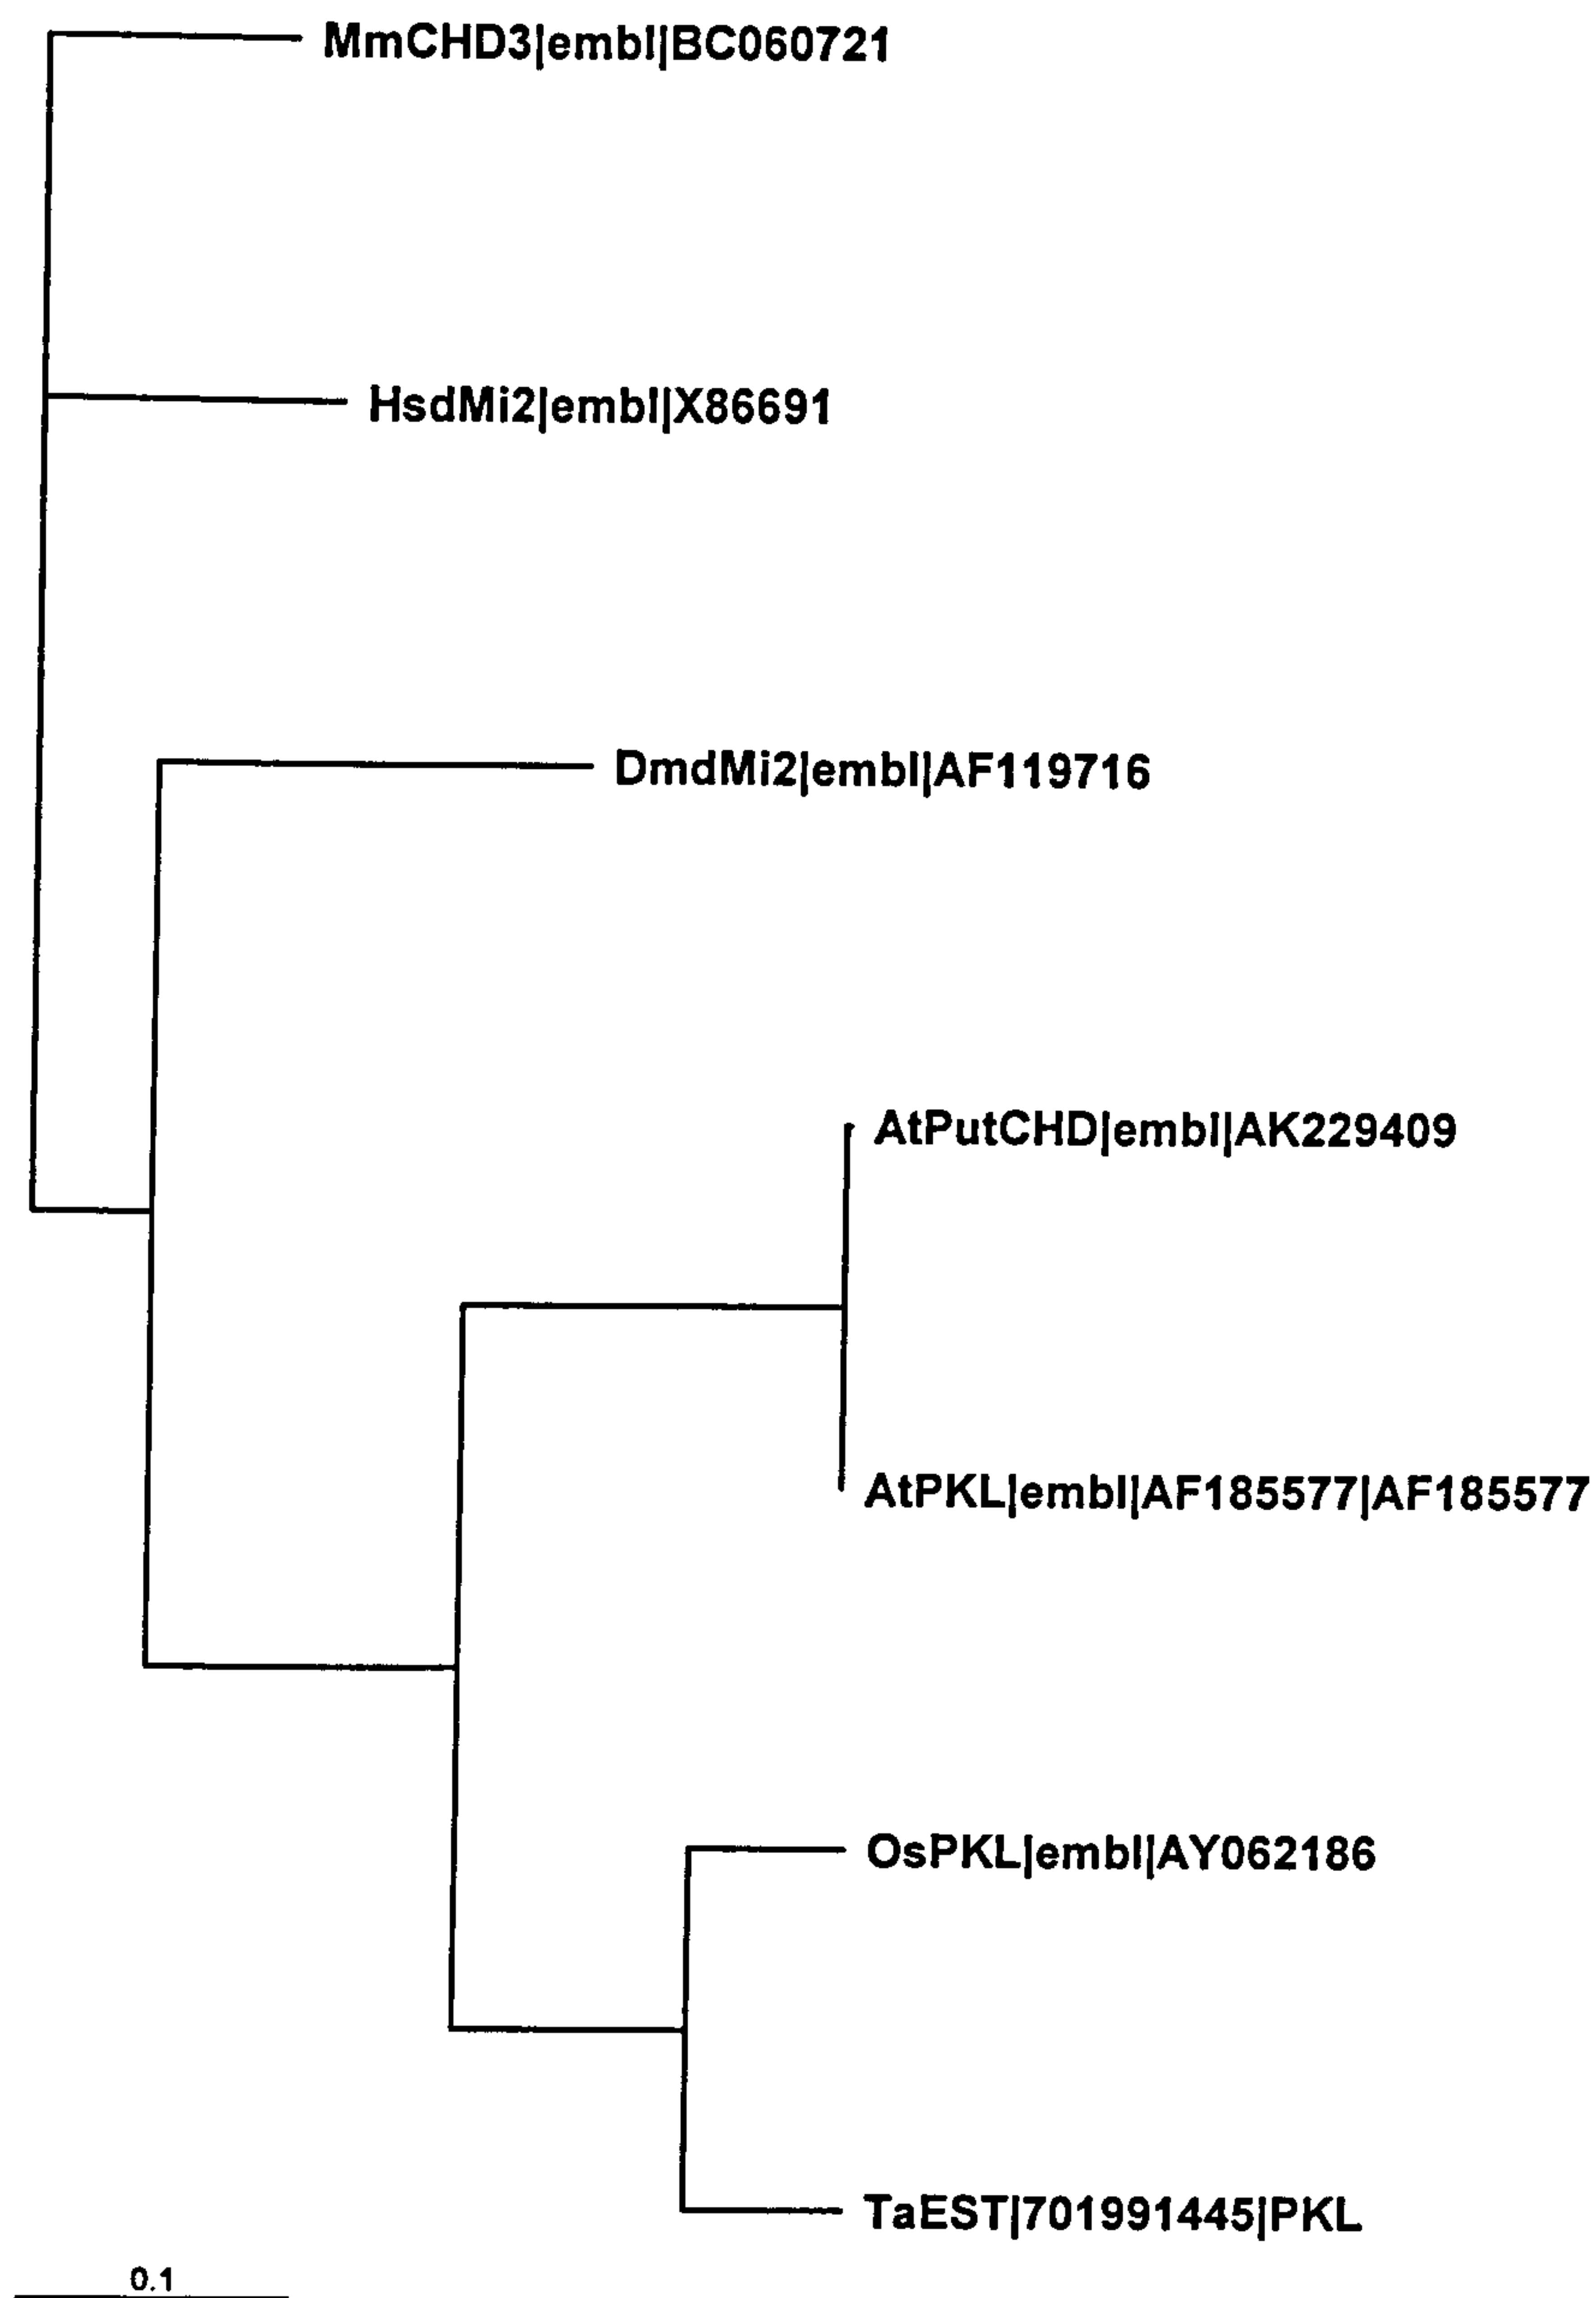 MmCHD3|embl|BC060721
HsdMi2|embl|X86691
DmdMi2|embl|AF119716
AtPutCHD|embl|AK229409
AtPKL|embl|AF185577|AF185577
OsPKL|embl|AY062186
TaEST|701991445|PKL
0.1